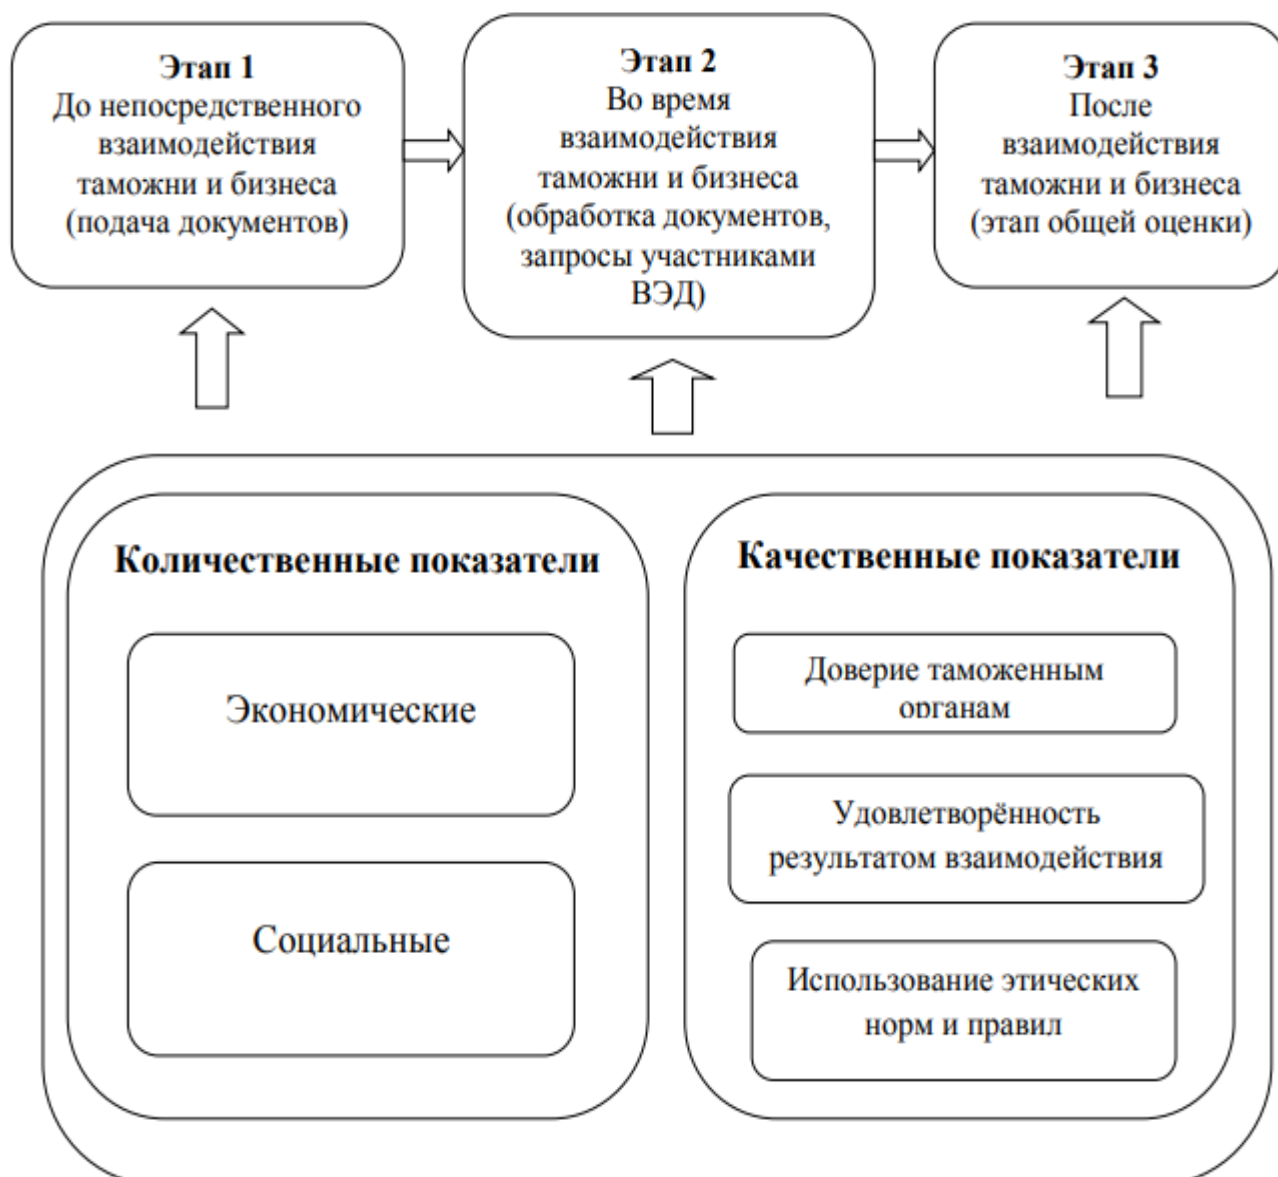 Этап 1
До непосредственного
взаимодействия
таможни и бизнеса
(подача документов)
Этап 2
Во время
взаимодействия
таможни и бизнеса
(обработка документов,
запросы участниками
ВЭД)
Этап 3
После
взаимодействия
таможни и бизнеса
(этап общей оценки)
Количественные показатели
Экономические
Социальные
Качественные показатели
Доверие таможенным
органам
Удовлетворённость
результатом взаимодействия
Использование этических
норм и правил